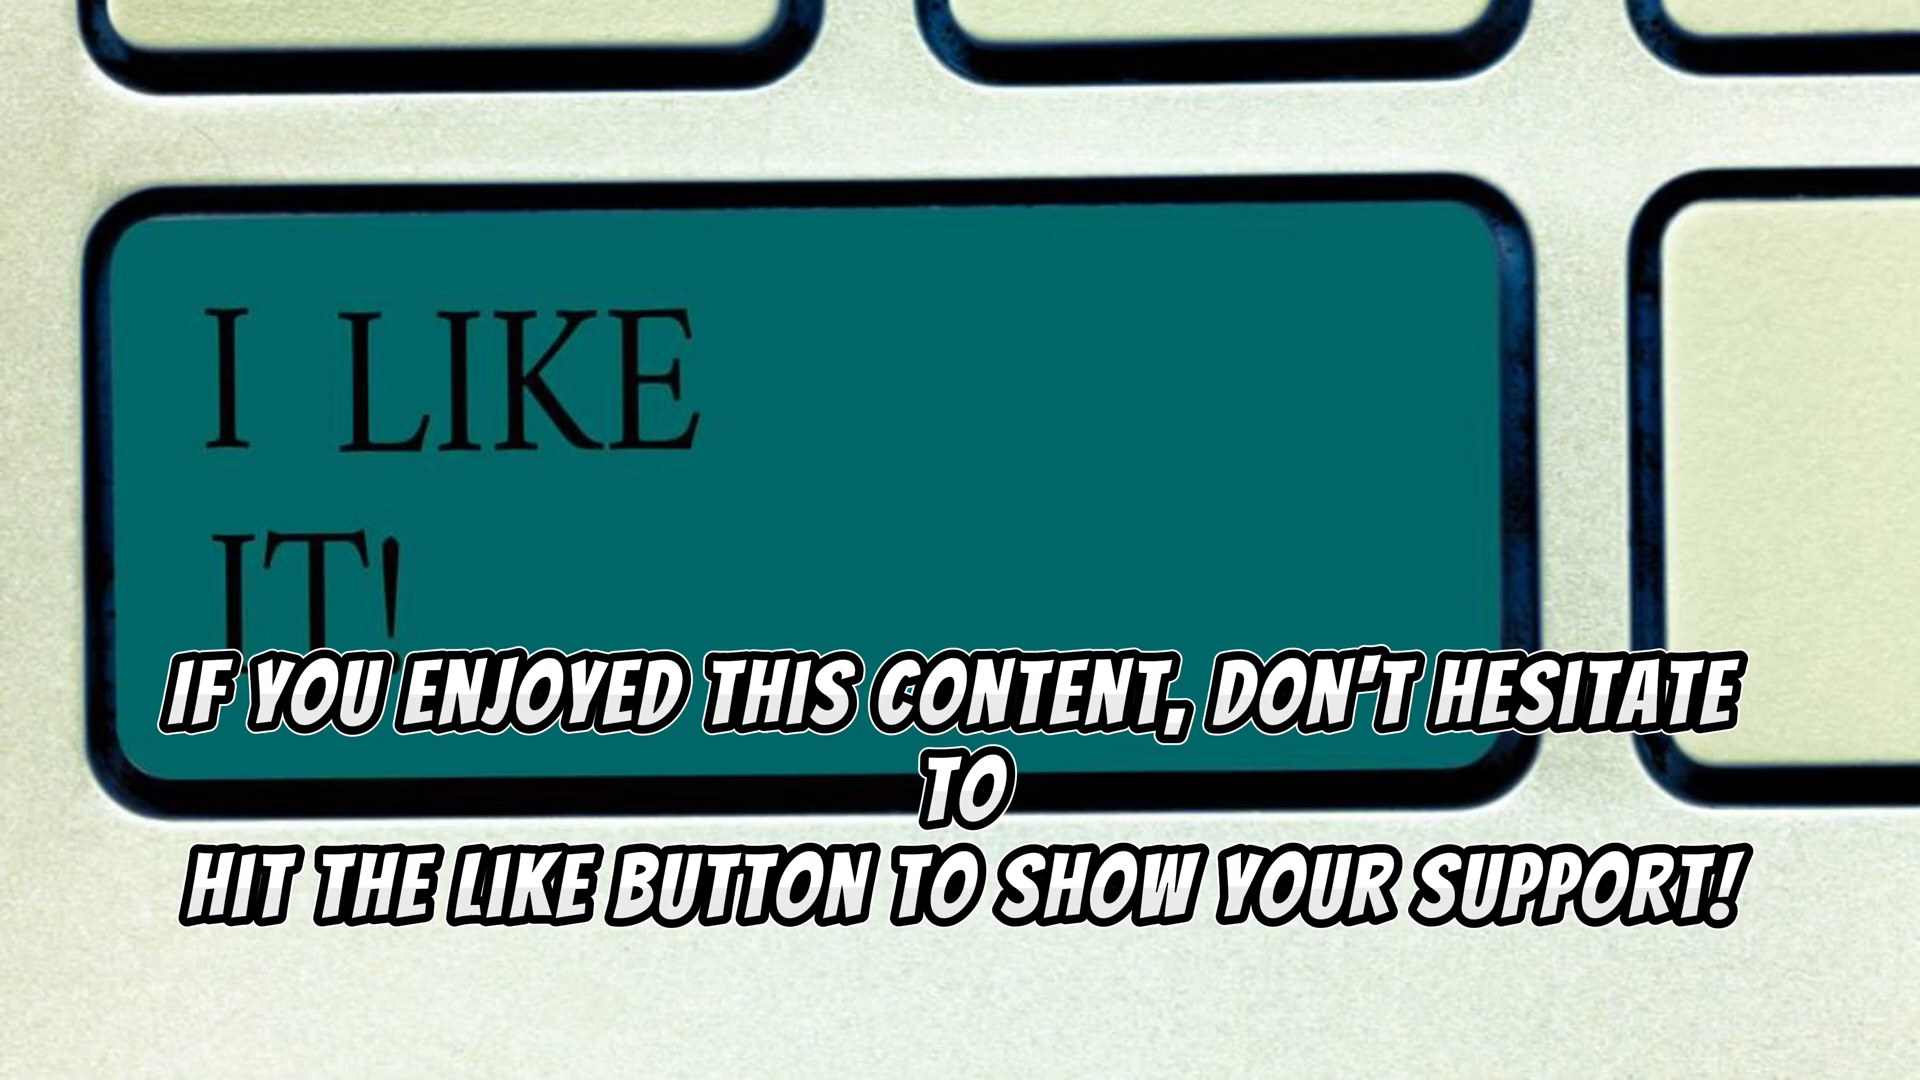 I LIKE
IT!
IF YOU ENJOYED THIS CONTENT, DON'T HESITATE
TO
HIT THE LIKE BUTTON TO SHOW YOUR SUPPORT!